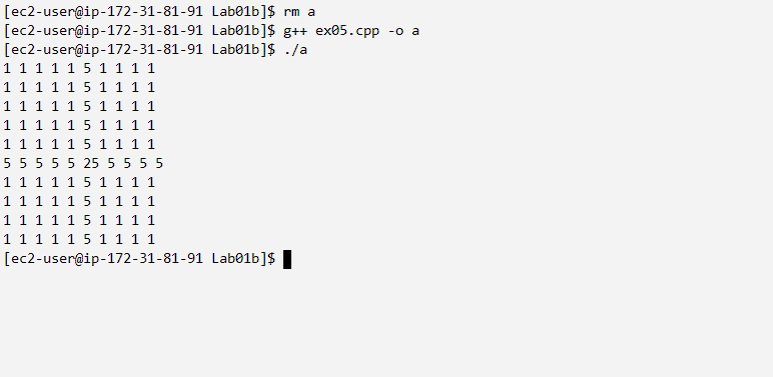 [ec2-user@ip-172-31-81-91 Lab01b]$ rm a
[ec2-user@ip-172-31-81-91 Lab01b]$ g++ ex05.cpp -o a
[ec2-user@ip-172-31-81-91 Lab01b]$ ./a
1 1 1 1 1 5 1 1 1 1
1 1 1 1 1 5 1 1 1 1
1 1 1 1 1 5 1 1 1 1
1 1 1 1 1 5 1 1 1 1
1 1 1 1 1 5 1 1 1 1
5 5 5 5 5 25 5 5 5 5
1 1 1 1 1 5 1 1 1 1
1 1 1 1 1 5 1 1 1 1
1 1 1 1 1 5 1 1 1 1
1 1 1 1 1 5 1 1 1 1
[ec2-user@ip-172-31-81-91 Lab01b]$